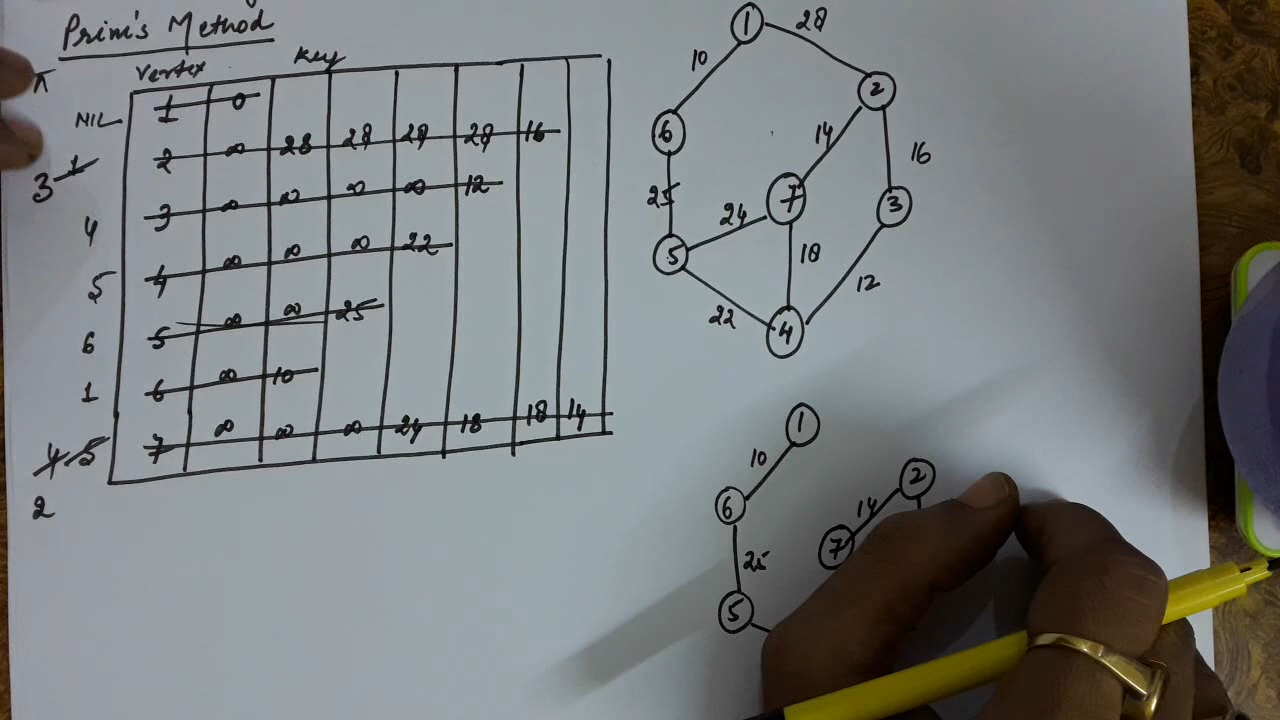 Prim's Method
π Vertex Key
NIL 1 0
3 1 2 ∞ 28 28 28 28 16
4 3 ∞ ∞ ∞ ∞ 12
5 4 ∞ ∞ ∞ 22
6 5 ∞ ∞ 25
1 6 ∞ 10
4 5 7 ∞ ∞ ∞ 24 18 18 14
2
1 28
10
2
6 14
16
25 7 3
24
5 18
12
22 4
1
10
2
6 14
7
25
5